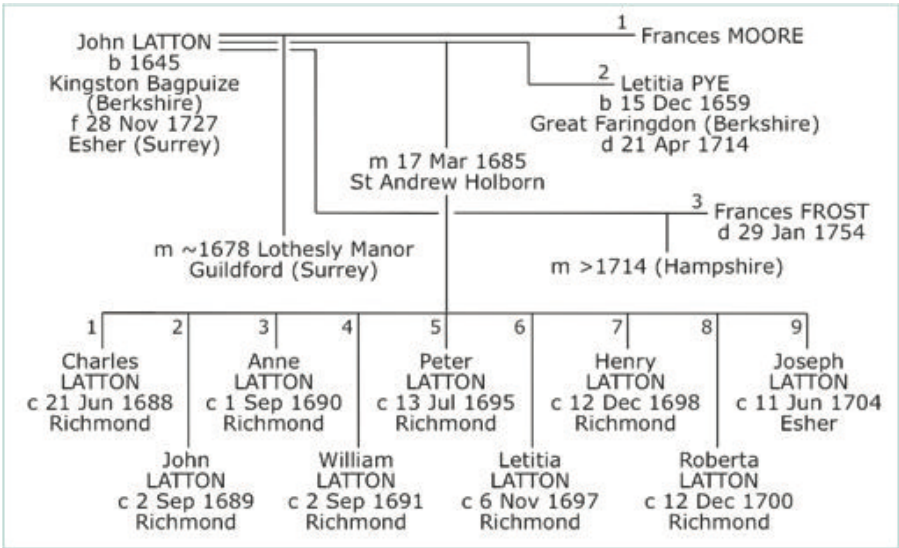 1
Frances MOORE
John LATTON
b 1645
Kingston Bagpuize
(Berkshire)
f 28 Nov 1727
Esher (Surrey)
2
Letitia PYE
b 15 Dec 1659
Great Faringdon (Berkshire)
d 21 Apr 1714
m 17 Mar 1685
St Andrew Holborn
3
Frances FROST
d 29 Jan 1754
m ~1678 Lothesly Manor
Guildford (Surrey)
m >1714 (Hampshire)
1
Charles
LATTON
c 21 Jun 1688
Richmond
2
John
LATTON
c 2 Sep 1689
Richmond
3
Anne
LATTON
c 1 Sep 1690
Richmond
4
William
LATTON
c 2 Sep 1691
Richmond
5
Peter
LATTON
c 13 Jul 1695
Richmond
6
Letitia
LATTON
c 6 Nov 1697
Richmond
7
Henry
LATTON
c 12 Dec 1698
Richmond
8
Roberta
LATTON
c 12 Dec 1700
Richmond
9
Joseph
LATTON
c 11 Jun 1704
Esher